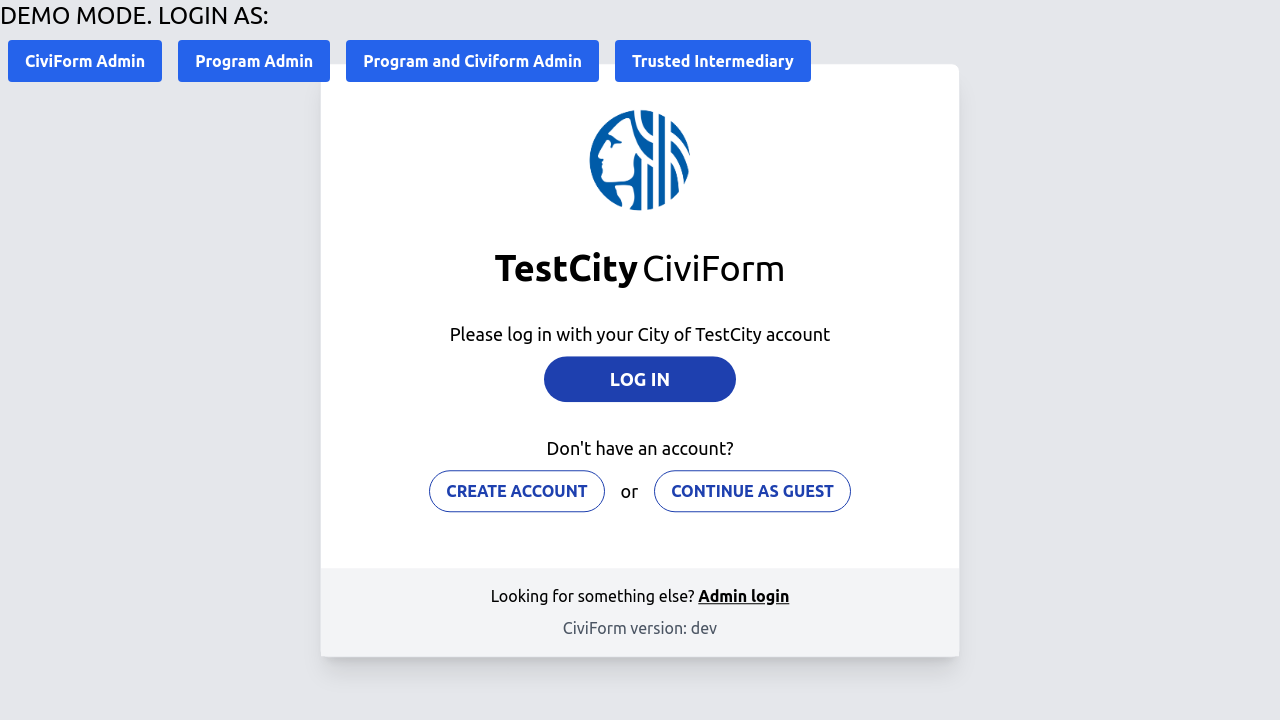 DEMO MODE. LOGIN AS:
CiviForm Admin Program Admin Program and Civiform Admin Trusted Intermediary
TestCity CiviForm
Please log in with your City of TestCity account
LOG IN
Don't have an account?
CREATE ACCOUNT or CONTINUE AS GUEST
Looking for something else? Admin login
CiviForm version: dev